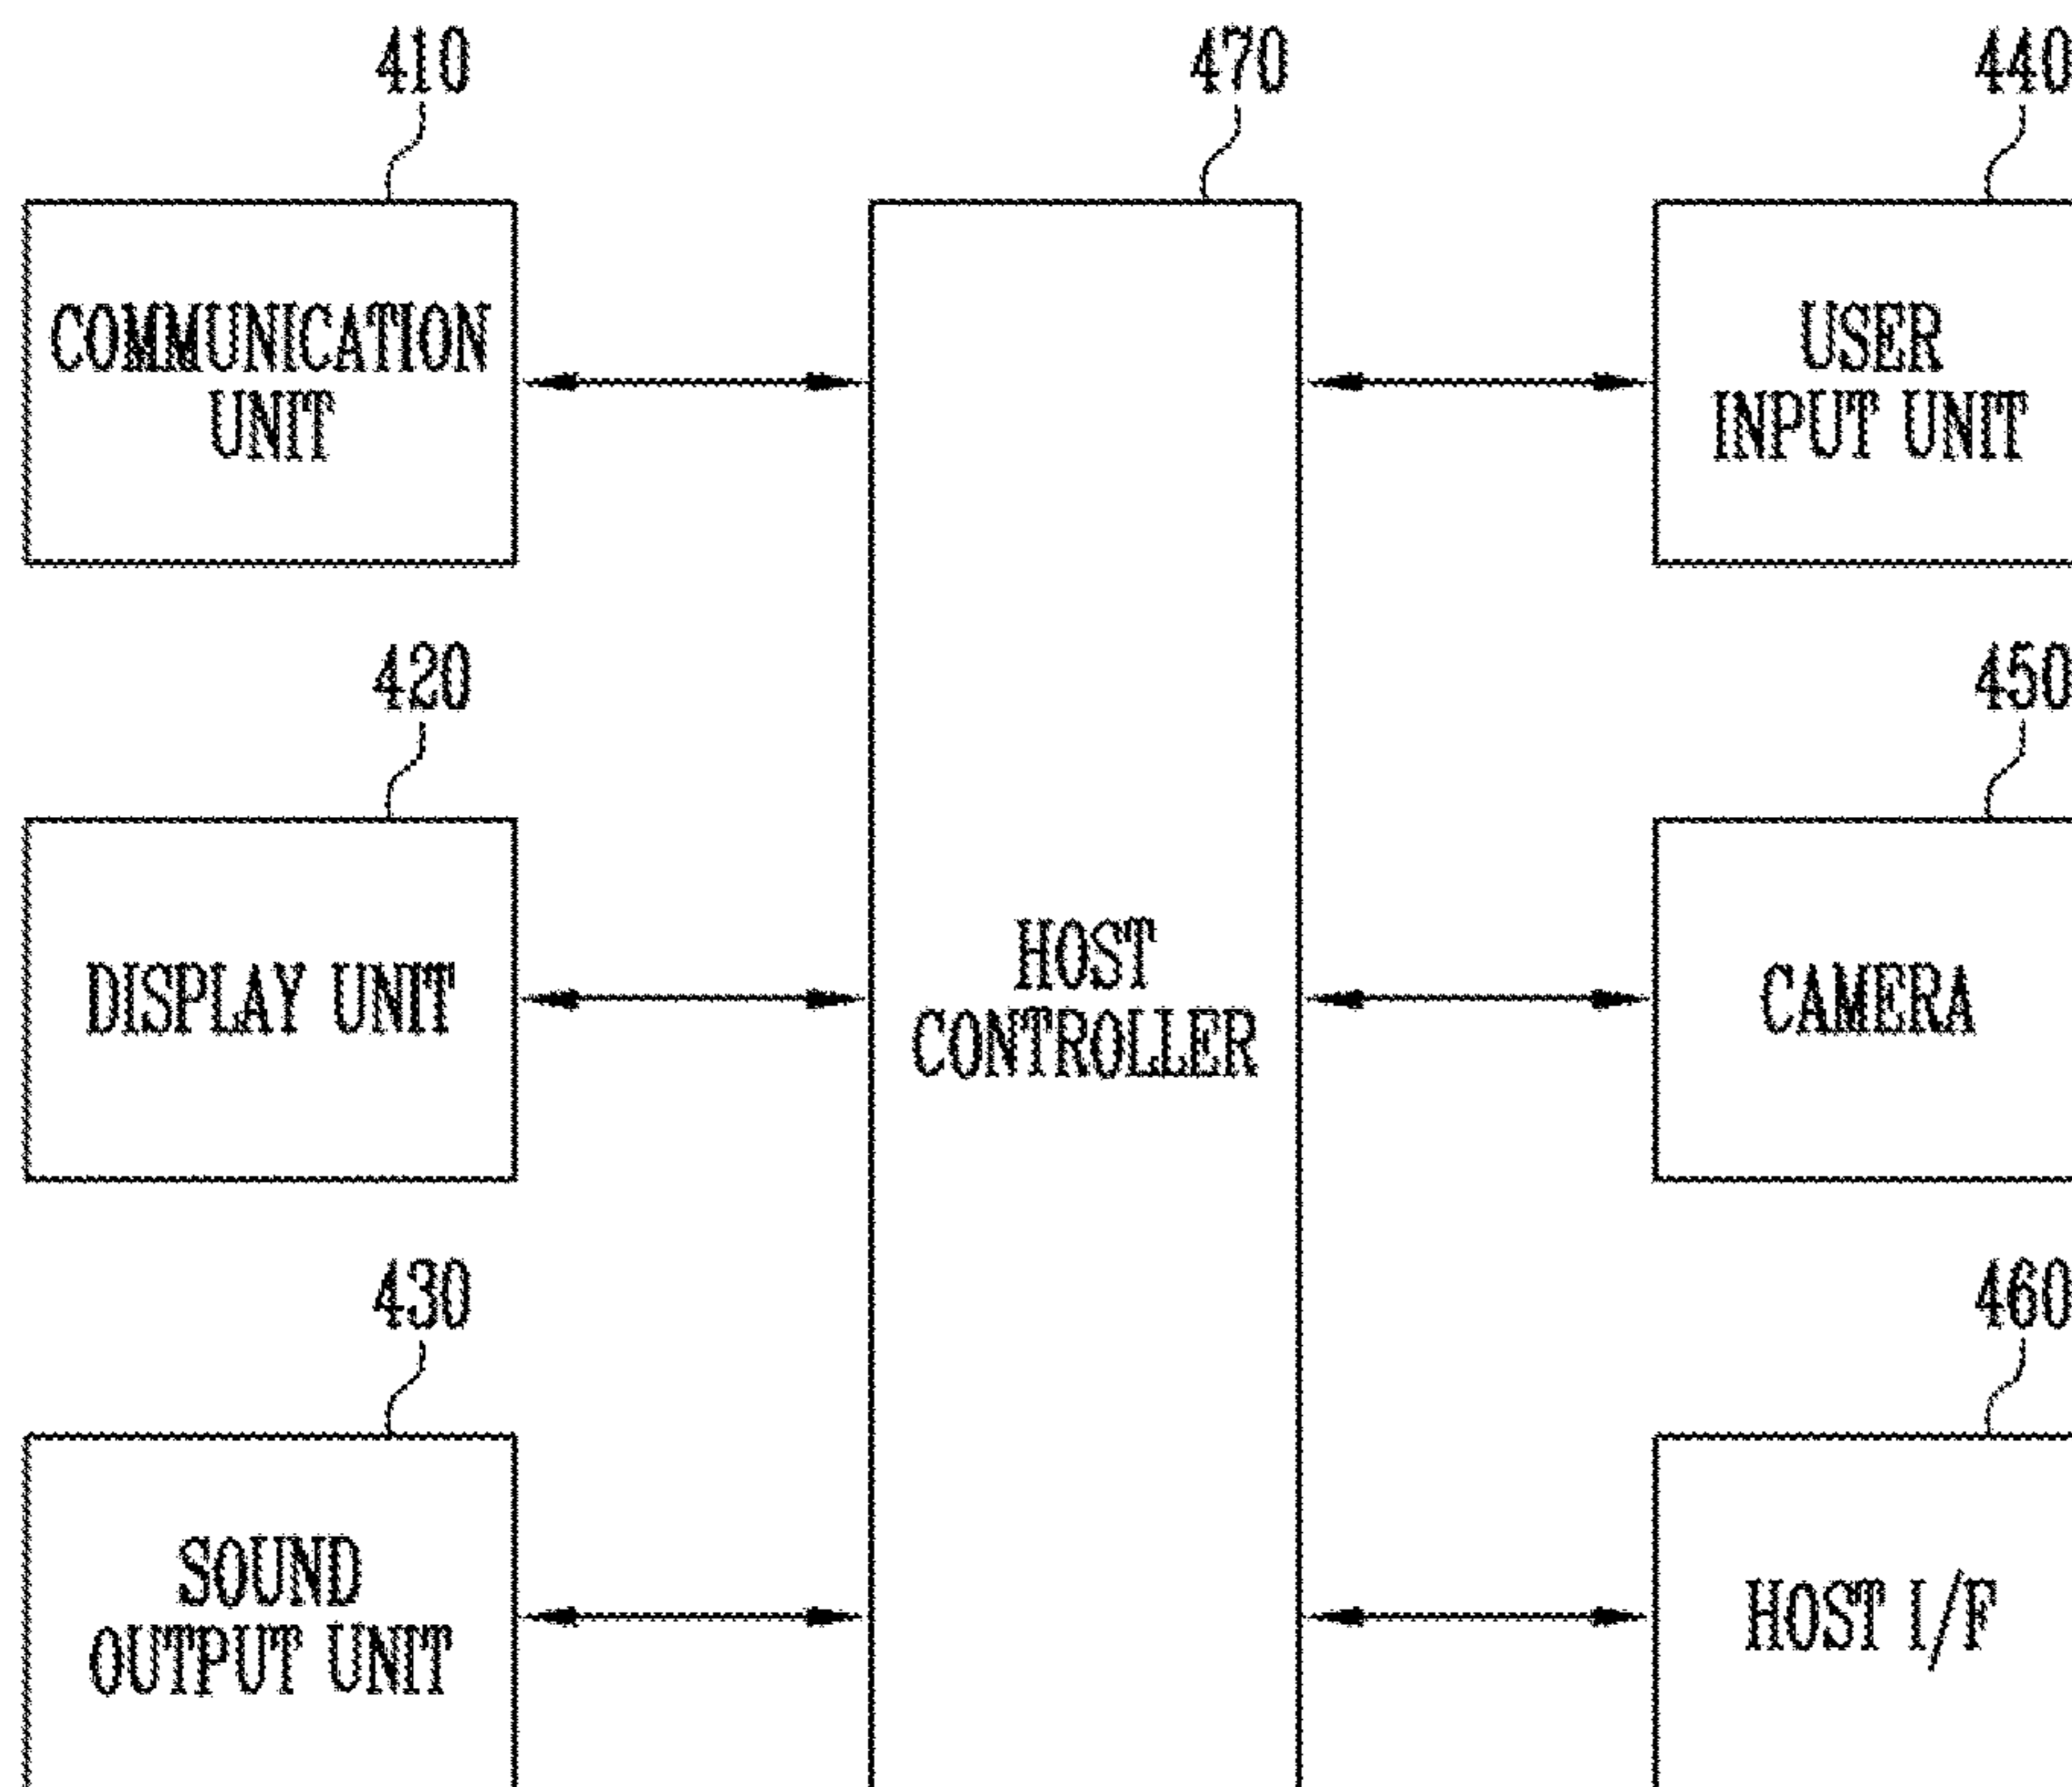 410
470
440
COMMUNICATION
UNIT
USER
INPUT UNIT
420
450
DISPLAY UNIT
HOST
CONTROLLER
CAMERA
430
460
SOUND
OUTPUT UNIT
HOST I/F